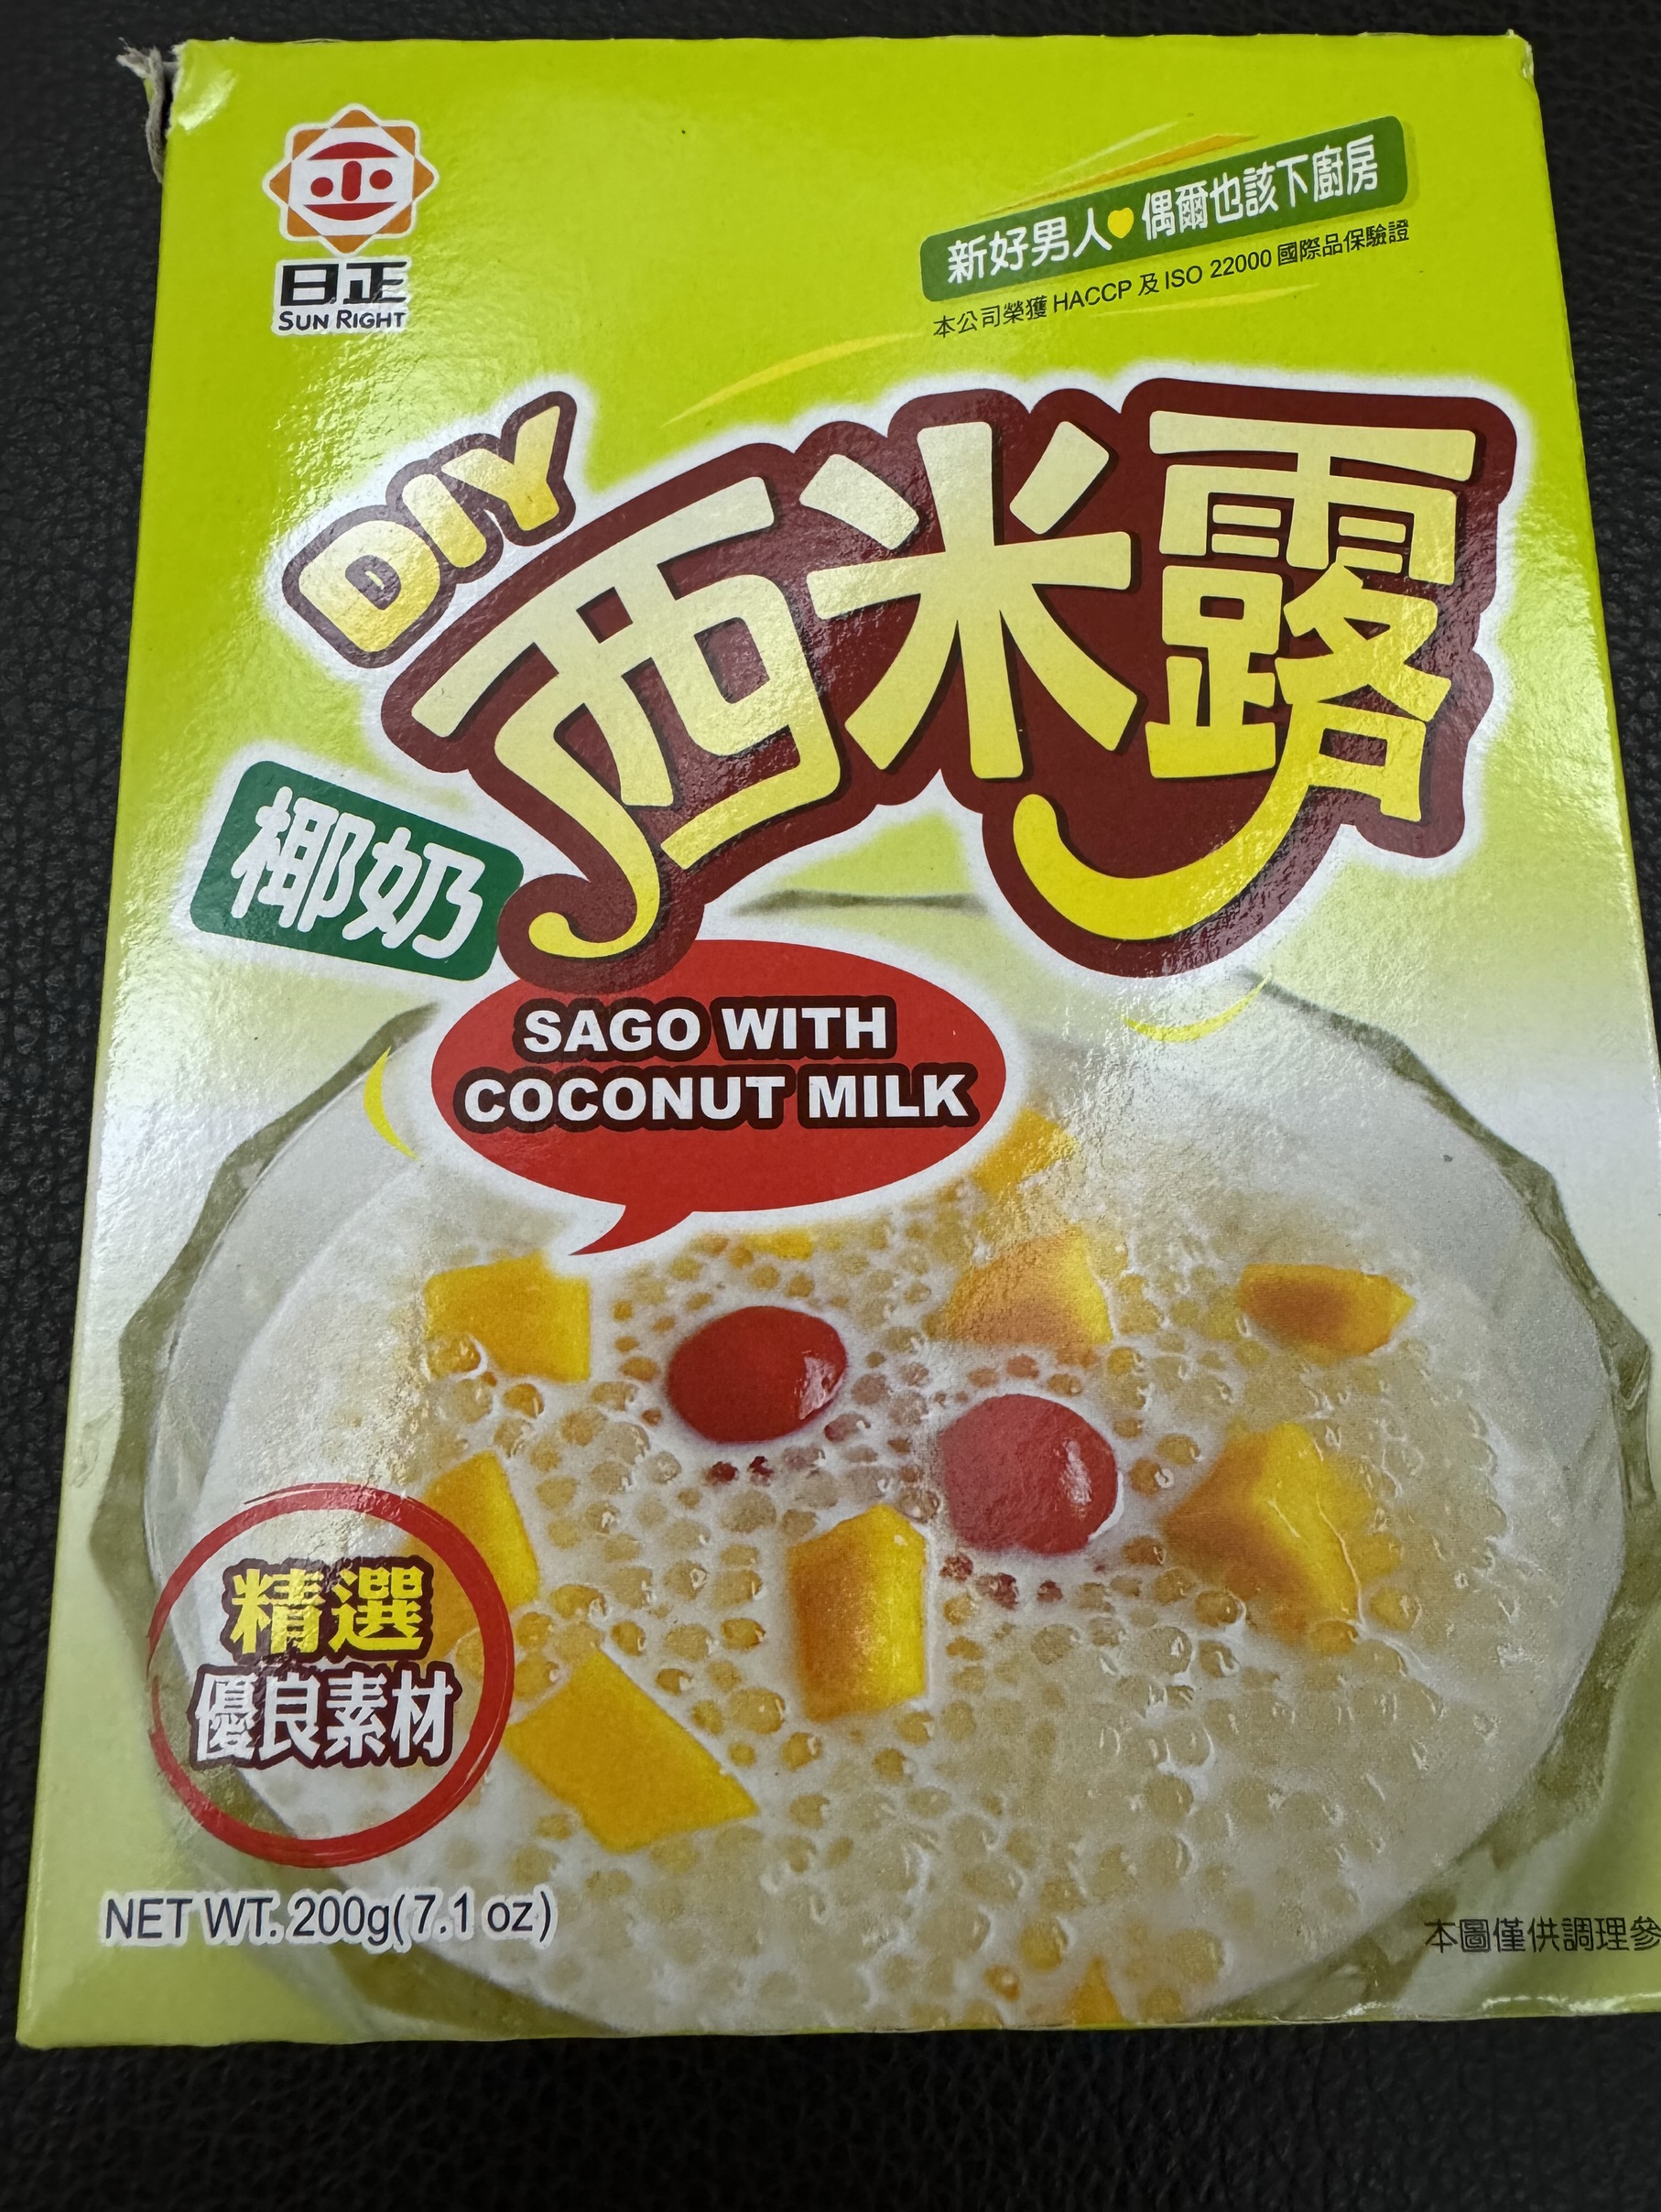 日正
SUN RIGHT
新好男人偶爾也該下廚房
本公司榮獲 HACCP 及 ISO 22000 國際品保驗證
DIY
西米露
椰奶
SAGO WITH
COCONUT MILK
精選
優良素材
NET WT. 200g(7.1 oz)
本圖僅供調理參